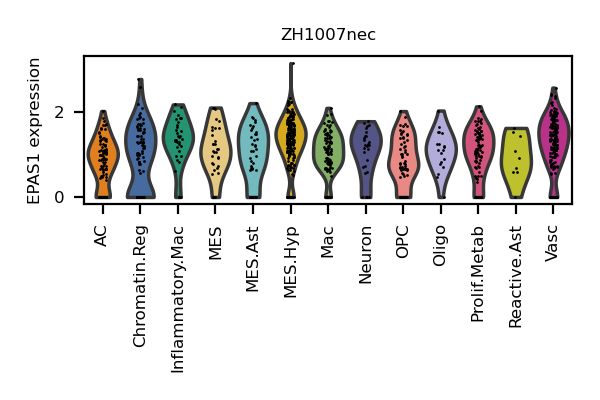 ZH1007nec
EPAS1 expression
2
0
AC
Chromatin.Reg
Inflammatory.Mac
MES
MES.Ast
MES.Hyp
Mac
Neuron
OPC
Oligo
Prolif.Metab
Reactive.Ast
Vasc